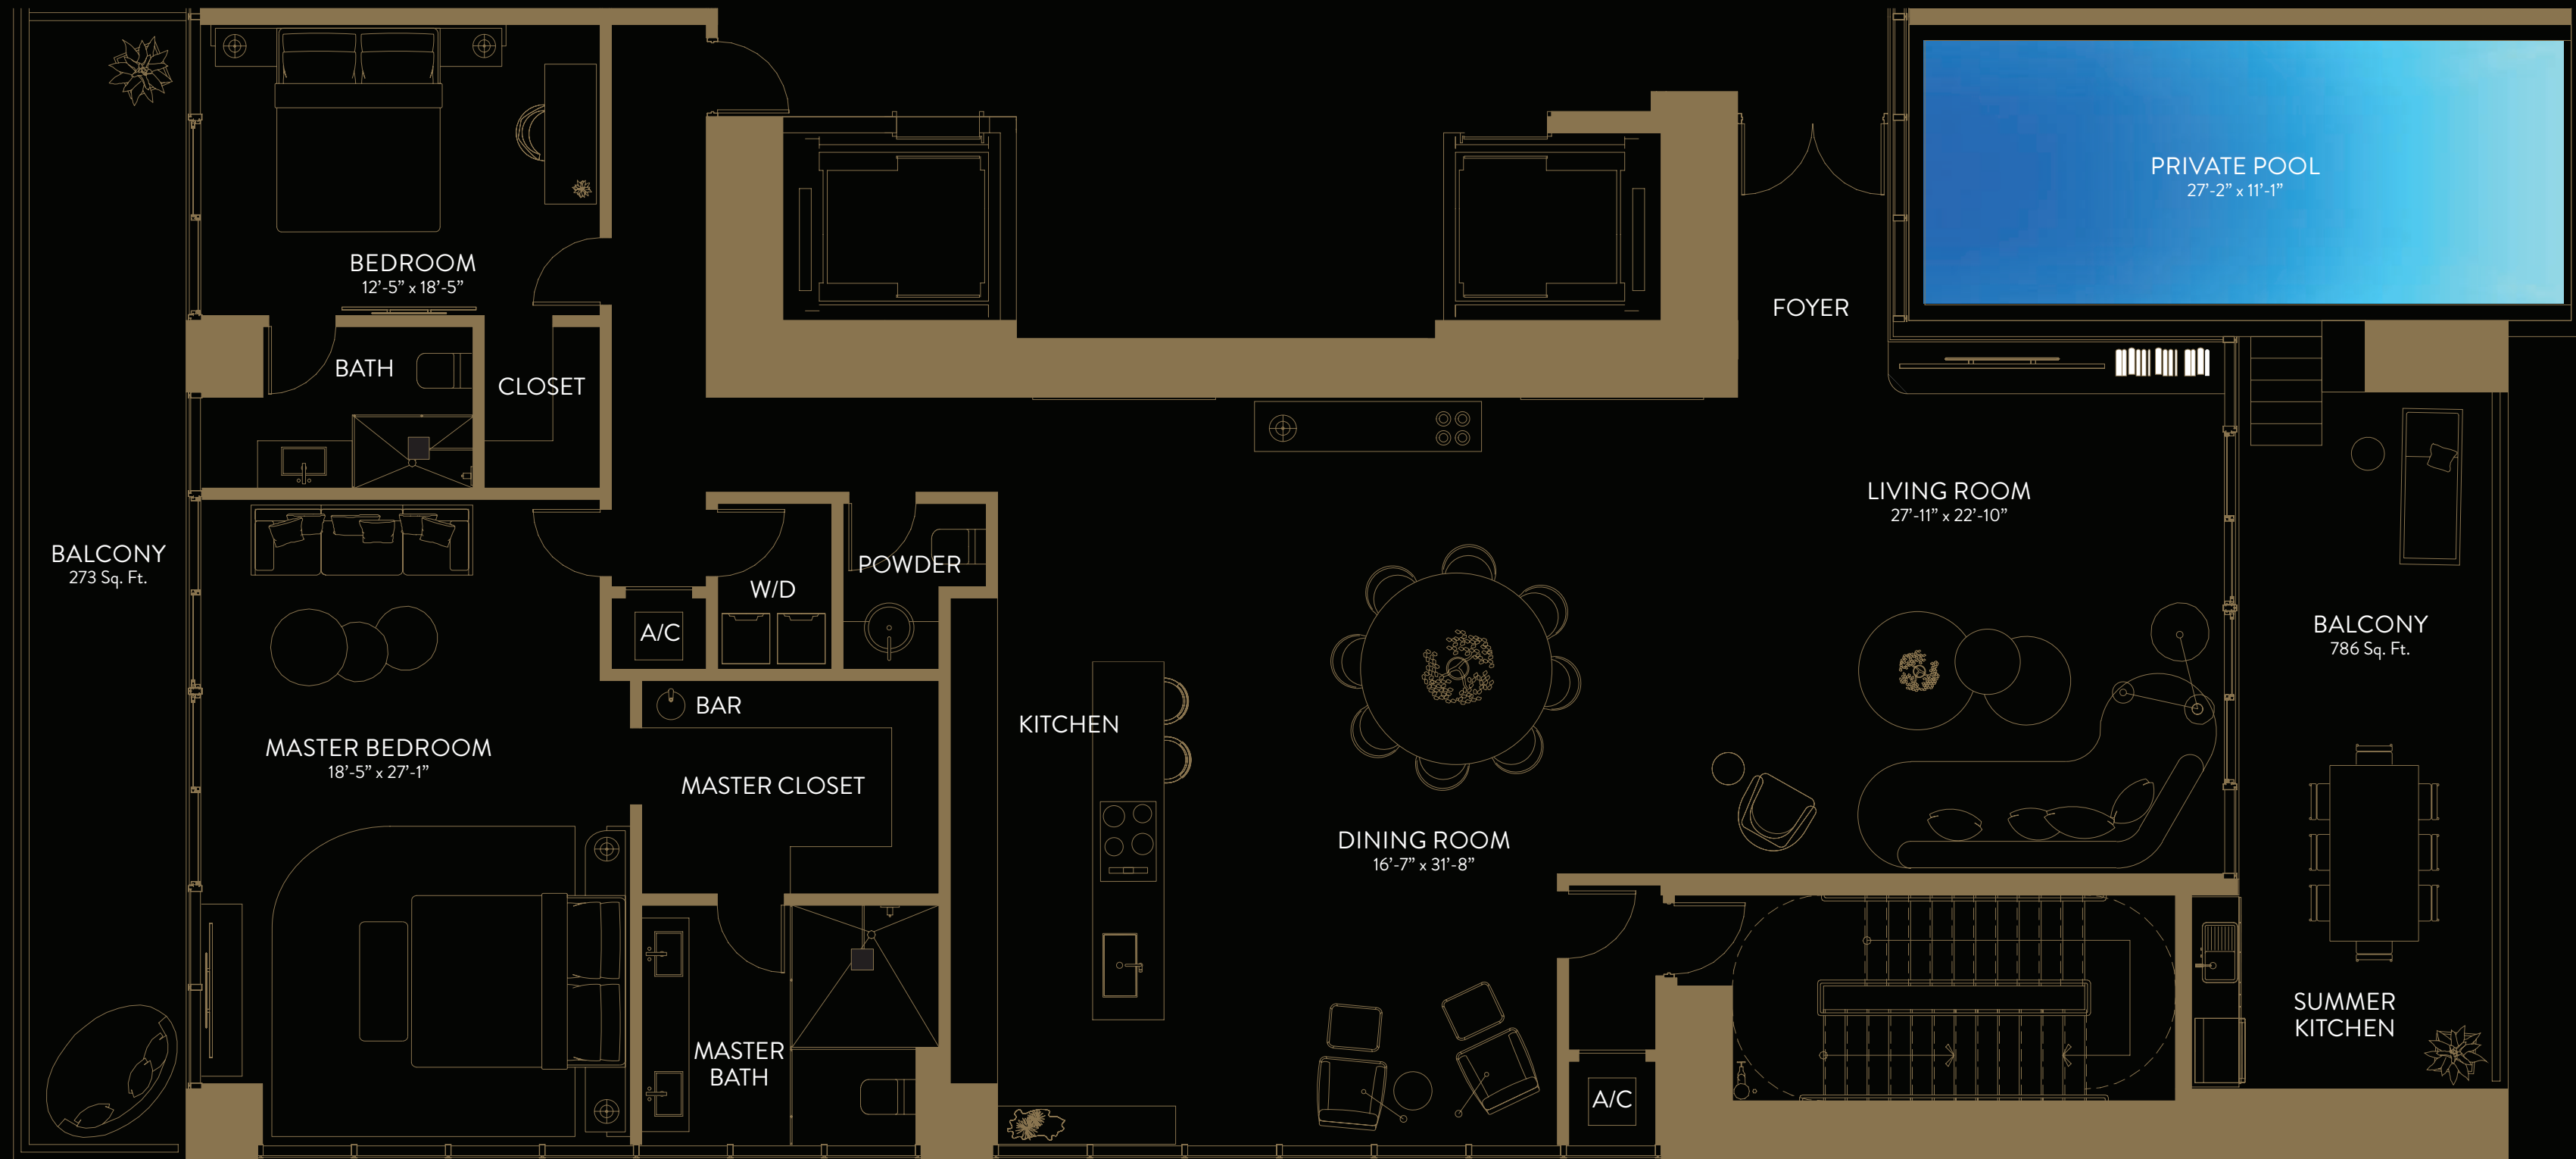 PRIVATE POOL
27'-2” x 11'-1”
BEDROOM
12'-5” x 18'-5”
FOYER
BATH
CLOSET
LIVING ROOM
27'-11” x 22'-10”
BALCONY
273 Sq. Ft.
POWDER
W/D
A/C
BALCONY
786 Sq. Ft.
BAR
KITCHEN
MASTER BEDROOM
18'-5” x 27'-1”
MASTER CLOSET
DINING ROOM
16'-7” x 31'-8”
SUMMER
KITCHEN
MASTER
BATH
A/C